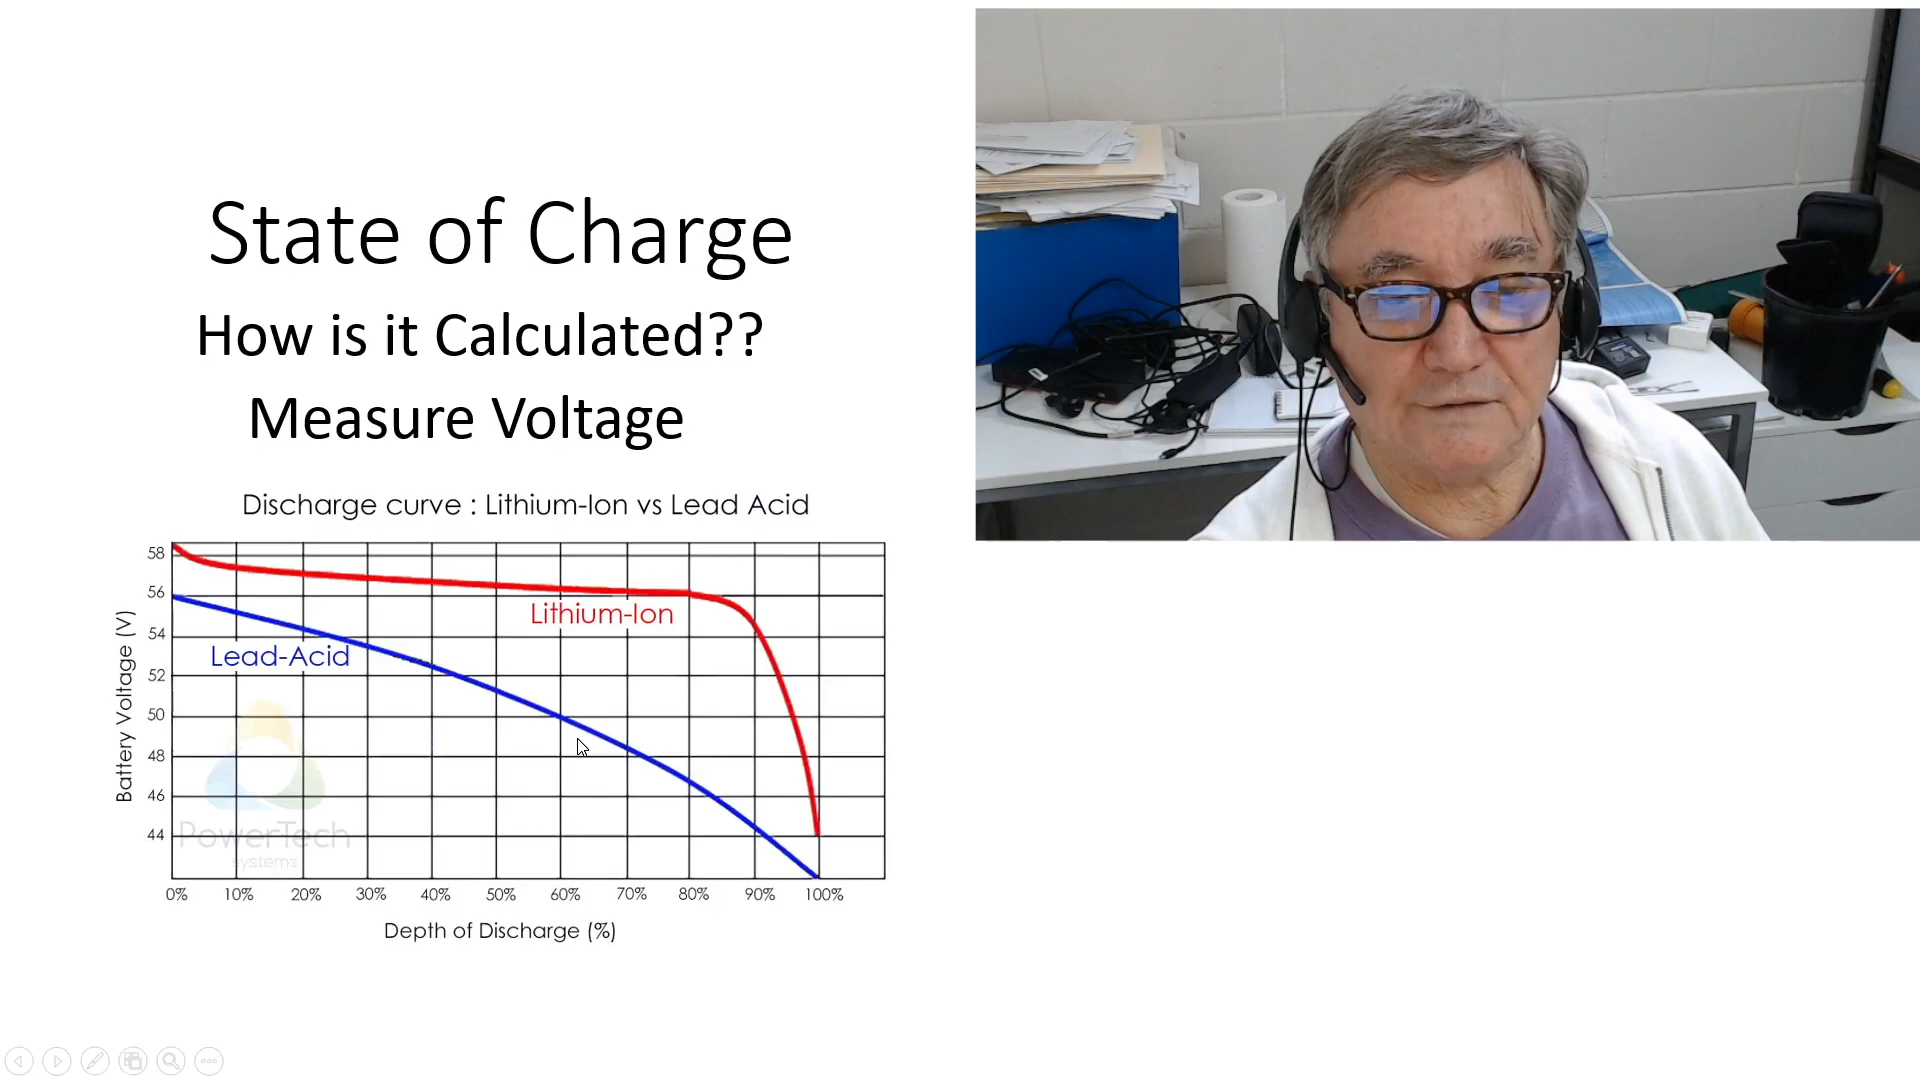 State of Charge
How is it Calculated??
Measure Voltage
Discharge curve : Lithium-Ion vs Lead Acid
58
56
54
52
50
48
46
44
Battery Voltage (V)
Lithium-Ion
Lead-Acid
PowerTech
systems
0% 10% 20% 30% 40% 50% 60% 70% 80% 90% 100%
Depth of Discharge (%)